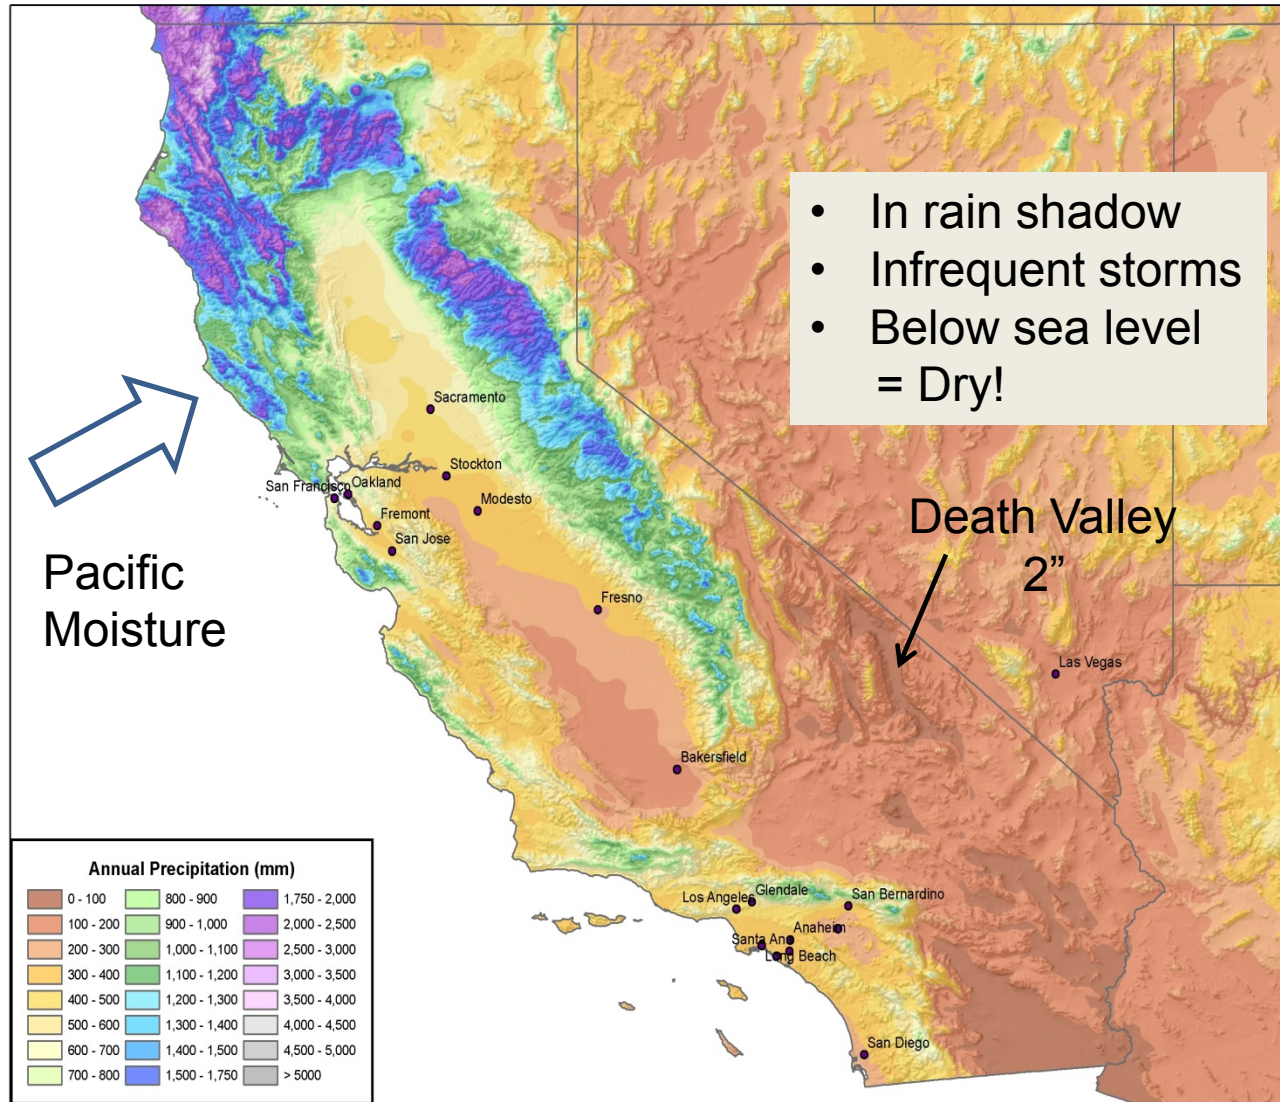 • In rain shadow
• Infrequent storms
• Below sea level
= Dry!
Death Valley
2”
Pacific
Moisture
Sacramento
Stockton
San Francisco
Oakland
Modesto
Fremont
San Jose
Fresno
Las Vegas
Bakersfield
Los Angeles
Glendale
San Bernardino
Anaheim
Santa Ana
Long Beach
San Diego
Annual Precipitation (mm)
0 - 100
100 - 200
200 - 300
300 - 400
400 - 500
500 - 600
600 - 700
700 - 800
800 - 900
900 - 1,000
1,000 - 1,100
1,100 - 1,200
1,200 - 1,300
1,300 - 1,400
1,400 - 1,500
1,500 - 1,750
1,750 - 2,000
2,000 - 2,500
2,500 - 3,000
3,000 - 3,500
3,500 - 4,000
4,000 - 4,500
4,500 - 5,000
> 5000